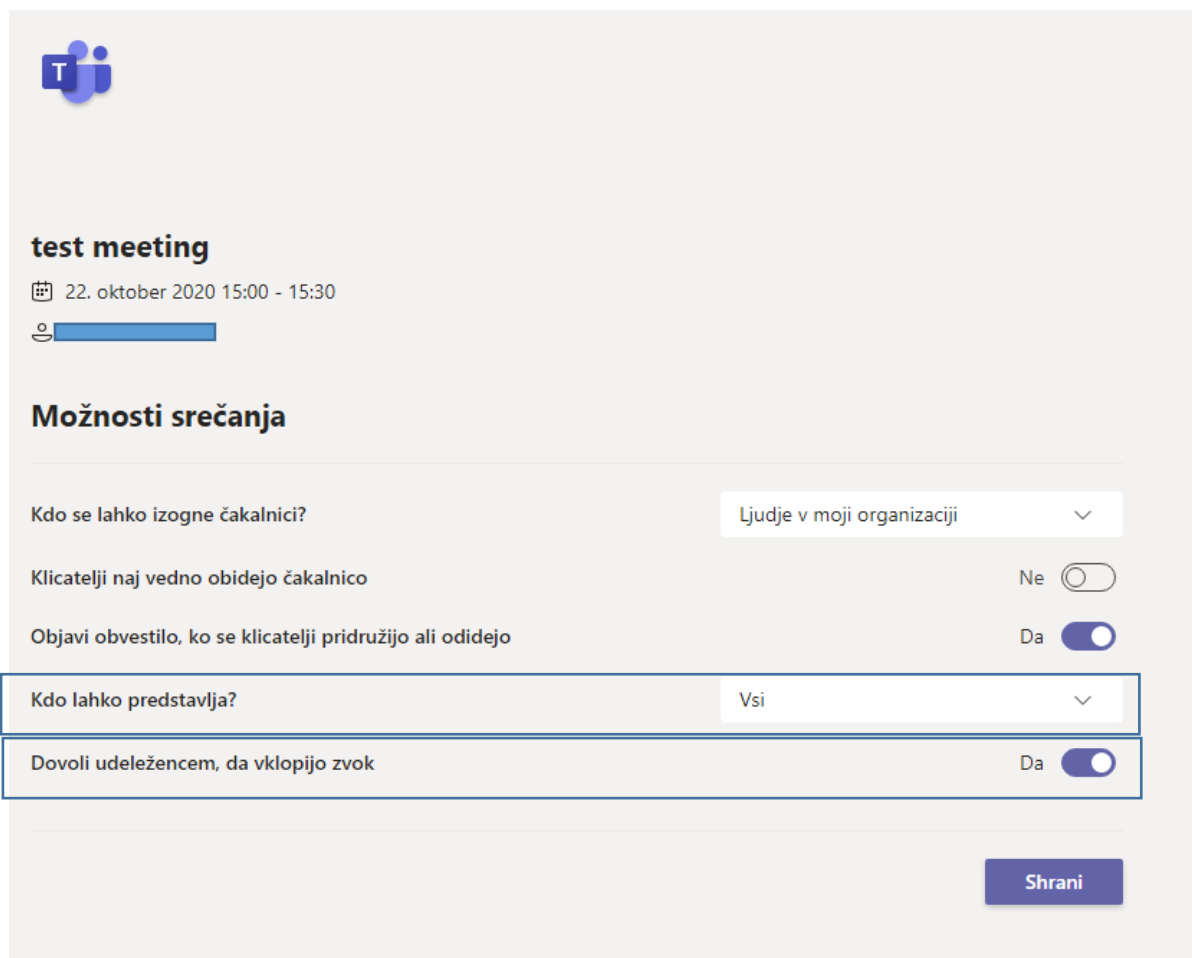 T
test meeting
22. oktober 2020 15:00 - 15:30
Možnosti srečanja
Kdo se lahko izogne čakalnici? Ljudje v moji organizaciji
Klicatelji naj vedno obidejo čakalnico Ne
Objavi obvestilo, ko se klicatelji pridružijo ali odidejo Da
Kdo lahko predstavlja? Vsi
Dovoli udeležencem, da vklopijo zvok Da
Shrani